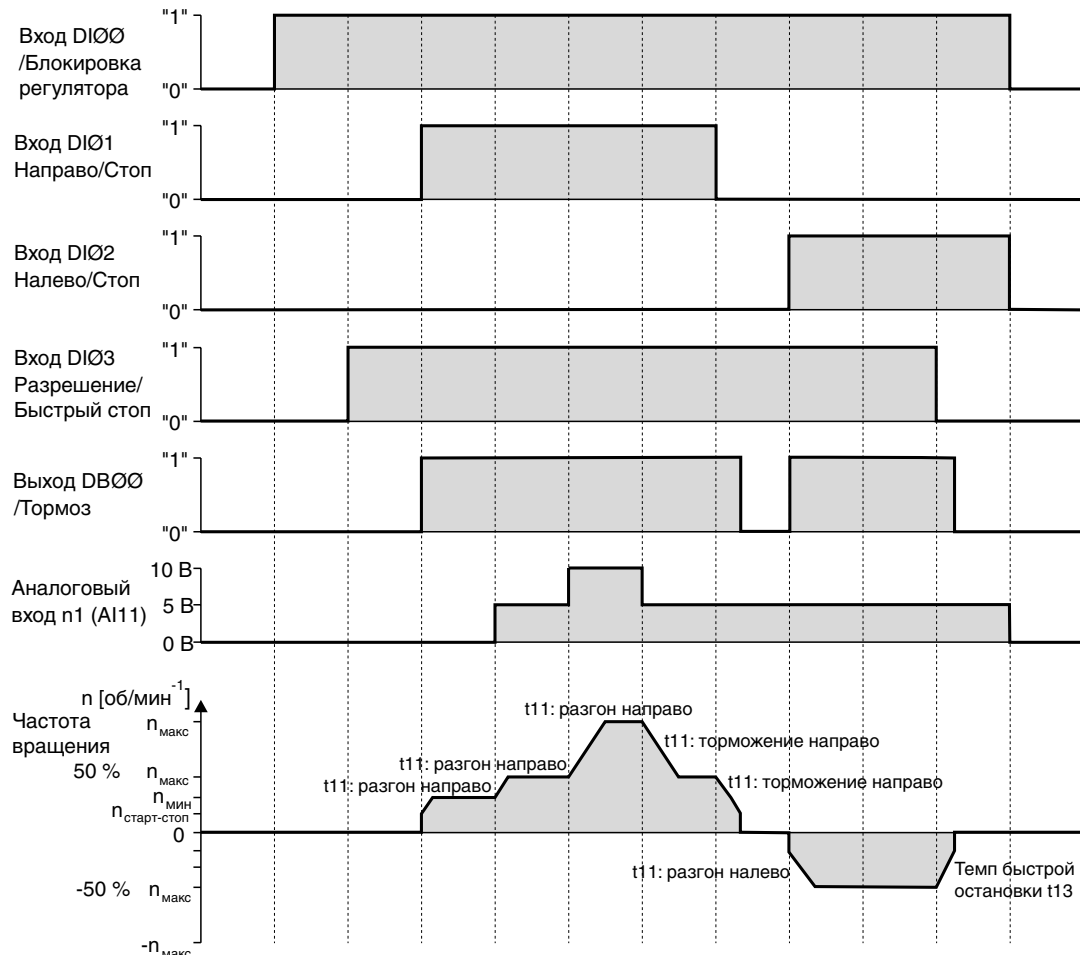 Вход DIØØ
/Блокировка
регулятора
"1"
"0"
Вход DIØ1
Направо/Стоп
"1"
"0"
Вход DIØ2
Налево/Стоп
"1"
"0"
Вход DIØ3
Разрешение/
Быстрый стоп
"1"
"0"
Выход DBØØ
/Тормоз
"1"
"0"
Аналоговый
вход n1 (AI11)
10 В
5 В
0 В
n [об/мин-1]
Частота
вращения
nмакс
50 % nмакс
nмин
nстарт-стоп
0
-50 % nмакс
-nмакс
t11: разгон направо
t11: торможение направо
t11: разгон направо
t11: разгон направо
t11: торможение направо
t11: разгон налево
Темп быстрой
остановки t13